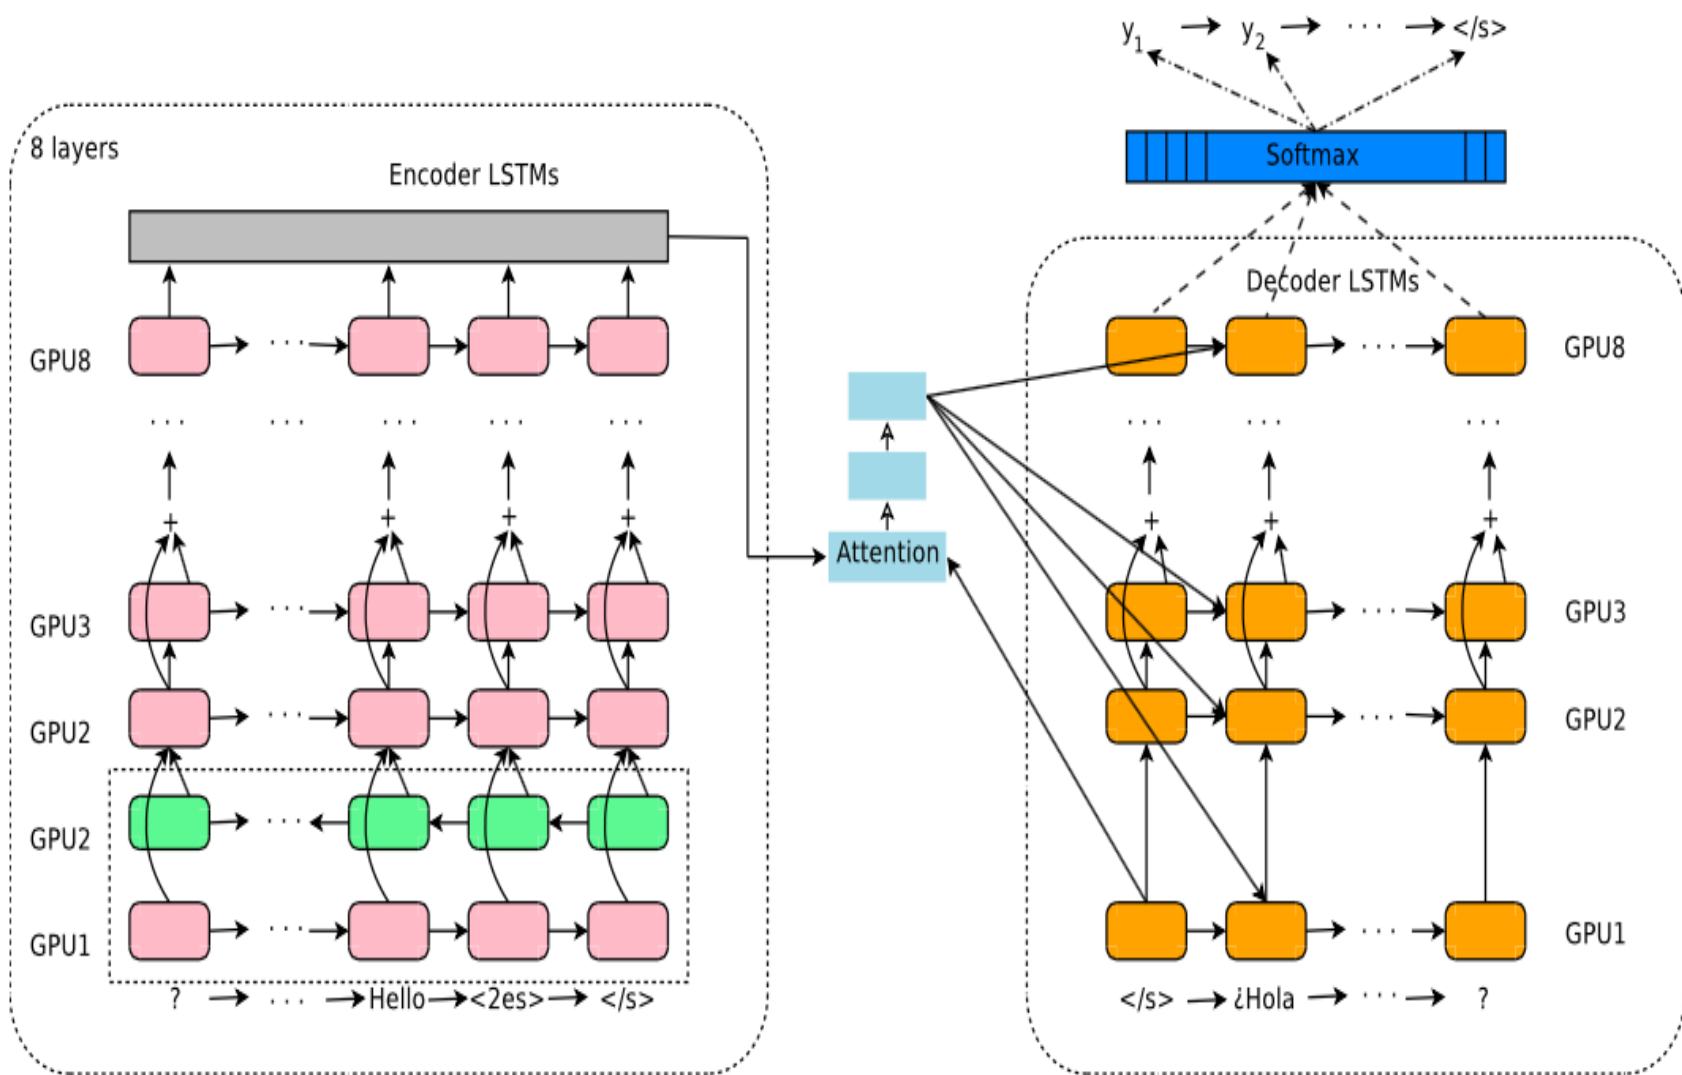 y1 y2 ... </s>
8 layers
Encoder LSTMs
Softmax
Decoder LSTMs
GPU8 ... GPU8
... ... ... ... ... ... ... ...
+ + + + + + +
Attention
GPU3 ... ... GPU3
GPU2 ... ... GPU2
GPU2 ...
GPU1 ... ... GPU1
? ... Hello <2es> </s>
</s> ¿Hola ... ?